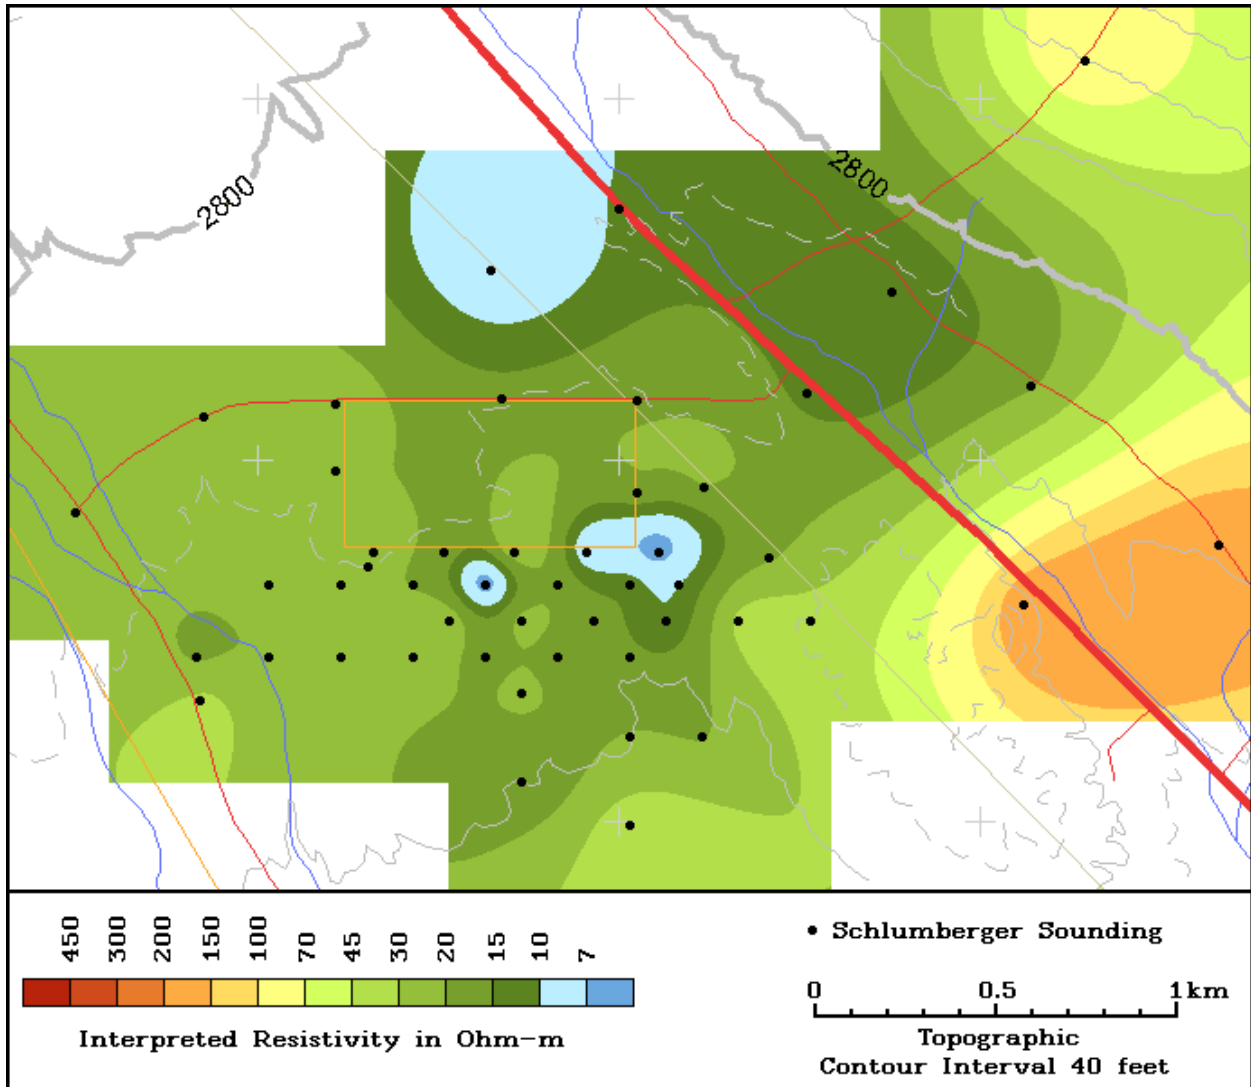 2800
2800
450 300 200 150 100 70 45 30 20 15 10 7
Interpreted Resistivity in Ohm-m
Schlumberger Sounding
0 0.5 1km
Topographic
Contour Interval 40 feet